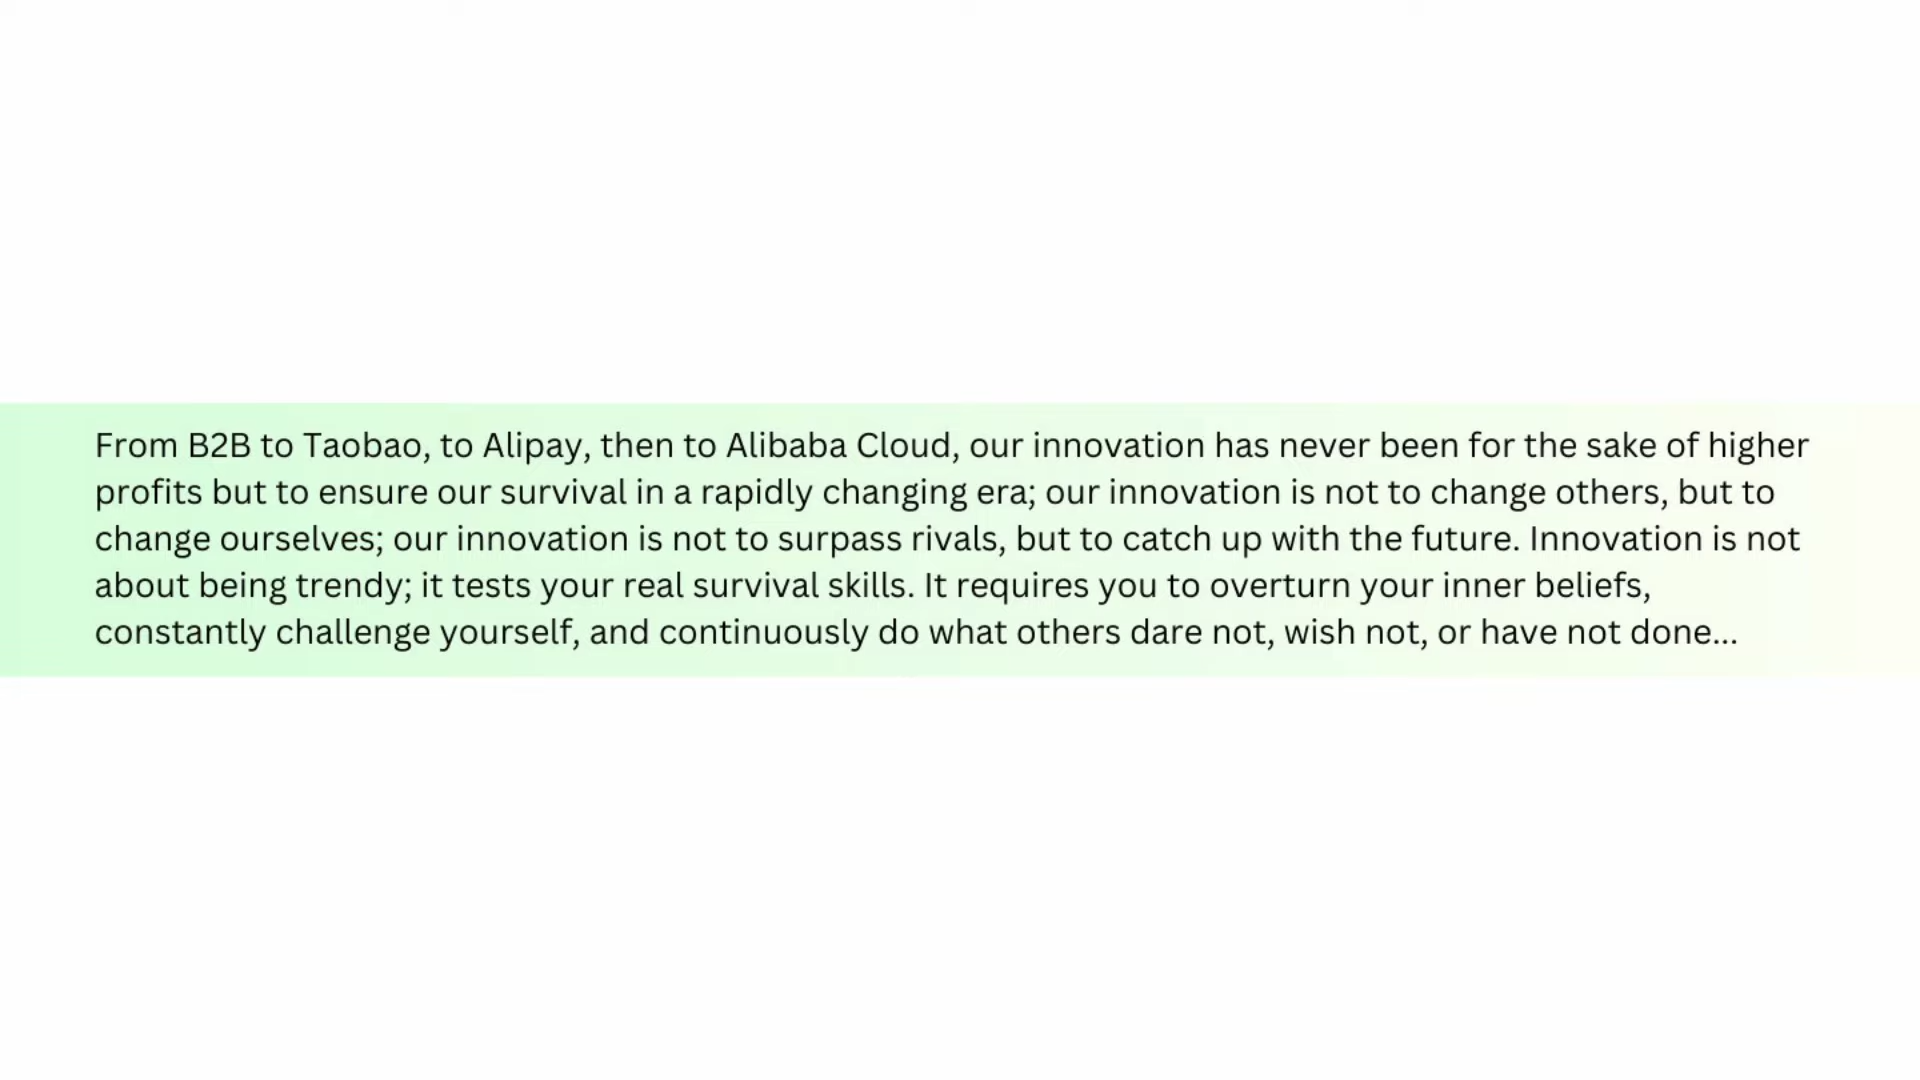 From B2B to Taobao, to Alipay, then to Alibaba Cloud, our innovation has never been for the sake of higher
profits but to ensure our survival in a rapidly changing era; our innovation is not to change others, but to
change ourselves; our innovation is not to surpass rivals, but to catch up with the future. Innovation is not
about being trendy; it tests your real survival skills. It requires you to overturn your inner beliefs,
constantly challenge yourself, and continuously do what others dare not, wish not, or have not done...